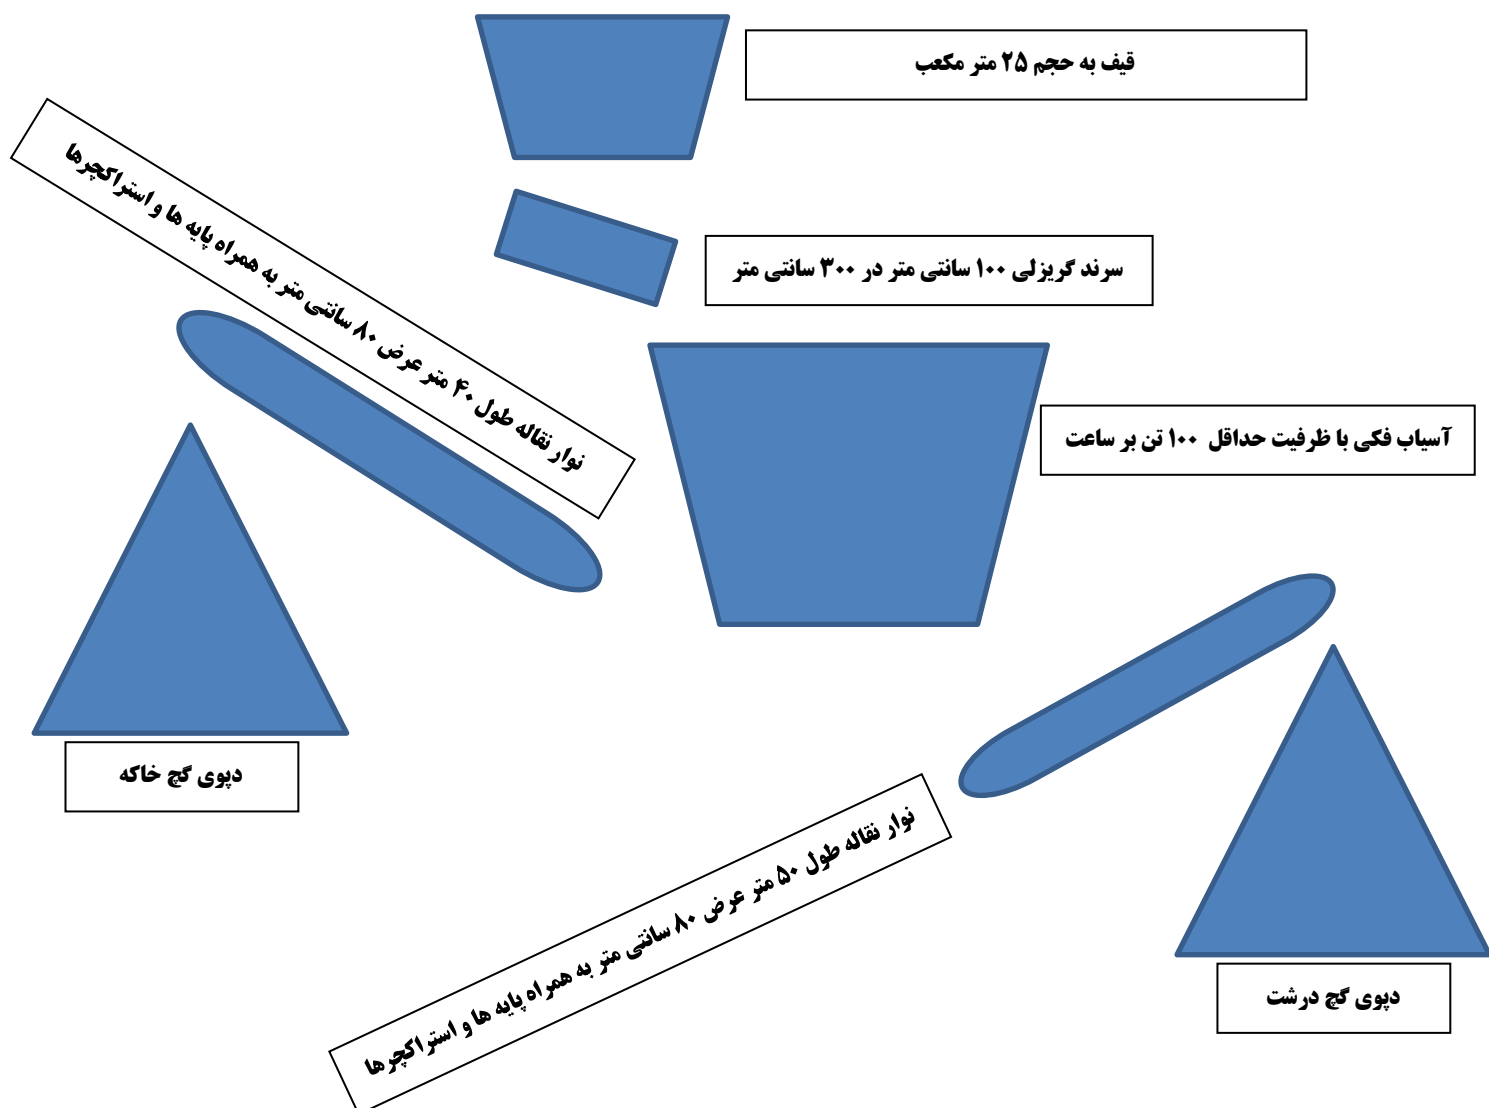 قیف به حجم ۲۵ متر مکعب
نوار نقاله طول ۴۰ متر عرض ۸۰ سانتی متر به همراه پایه ها و استراکچرها
سرند گریزلی ۱۰۰ سانتی متر در ۳۰۰ سانتی متر
آسیاب فکی با ظرفیت حداقل ۱۰۰ تن بر ساعت
دپوی گچ خاکه
نوار نقاله طول ۵۰ متر عرض ۸۰ سانتی متر به همراه پایه ها و استراکچرها
دپوی گچ درشت